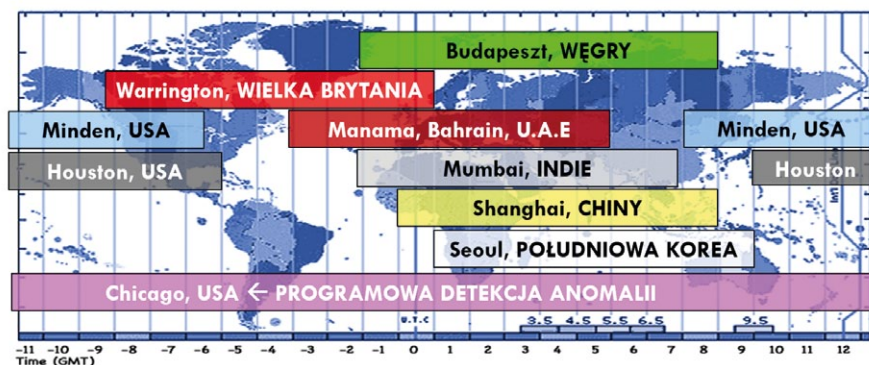 Budapeszt, WĘGRY
Warrington, WIELKA BRYTANIA
Minden, USA
Manama, Bahrain, U.A.E
Minden, USA
Houston, USA
Mumbai, INDIE
Houston
Shanghai, CHINY
Seoul, POŁUDNIOWA KOREA
Chicago, USA ← PROGRAMOWA DETEKCJA ANOMALII
U.T.C 3.5 4.5 5.5 6.5 9.5
-11 -10 -9 -8 -7 -6 -5 -4 -3 -2 -1 0 1 2 3 4 5 6 7 8 9 10 11 12
Time (GMT)